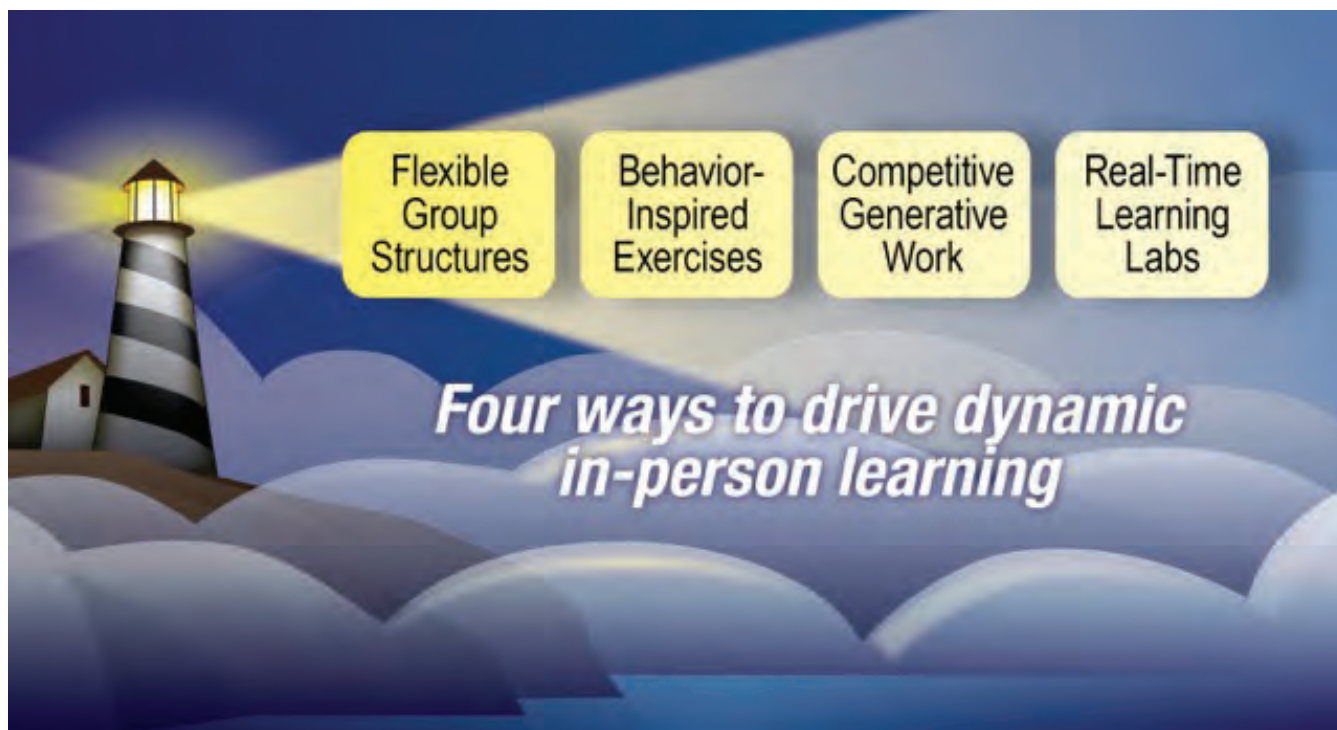 Flexible
Group
Structures
Behavior-
Inspired
Exercises
Competitive
Generative
Work
Real-Time
Learning
Labs
Four ways to drive dynamic
in-person learning